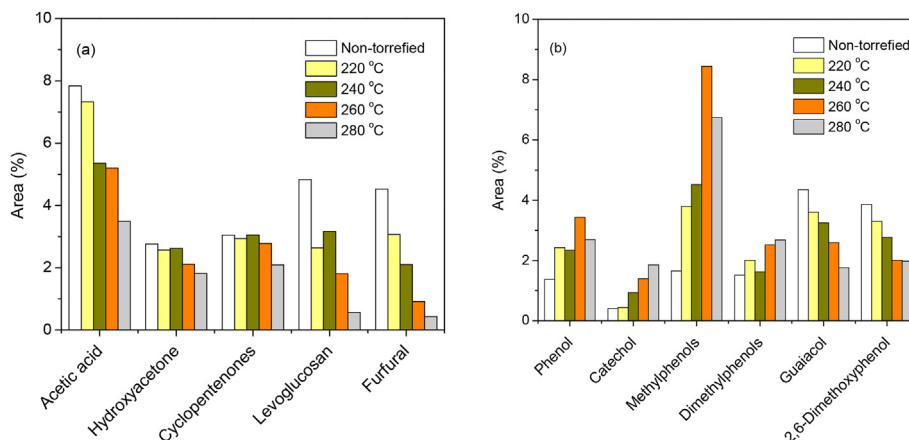 (a)
Non-torrefied
220 °C
240 °C
260 °C
280 °C
10
8
6
4
2
0
Area (%)
Acetic acid
Hydroxyacetone
Cyclopentenones
Levoglucosan
Furfural
(b)
Non-torrefied
220 °C
240 °C
260 °C
280 °C
10
8
6
4
2
0
Area (%)
Phenol
Catechol
Methylphenols
Dimethylphenols
Guaiacol
2,6-Dimethoxyphenol